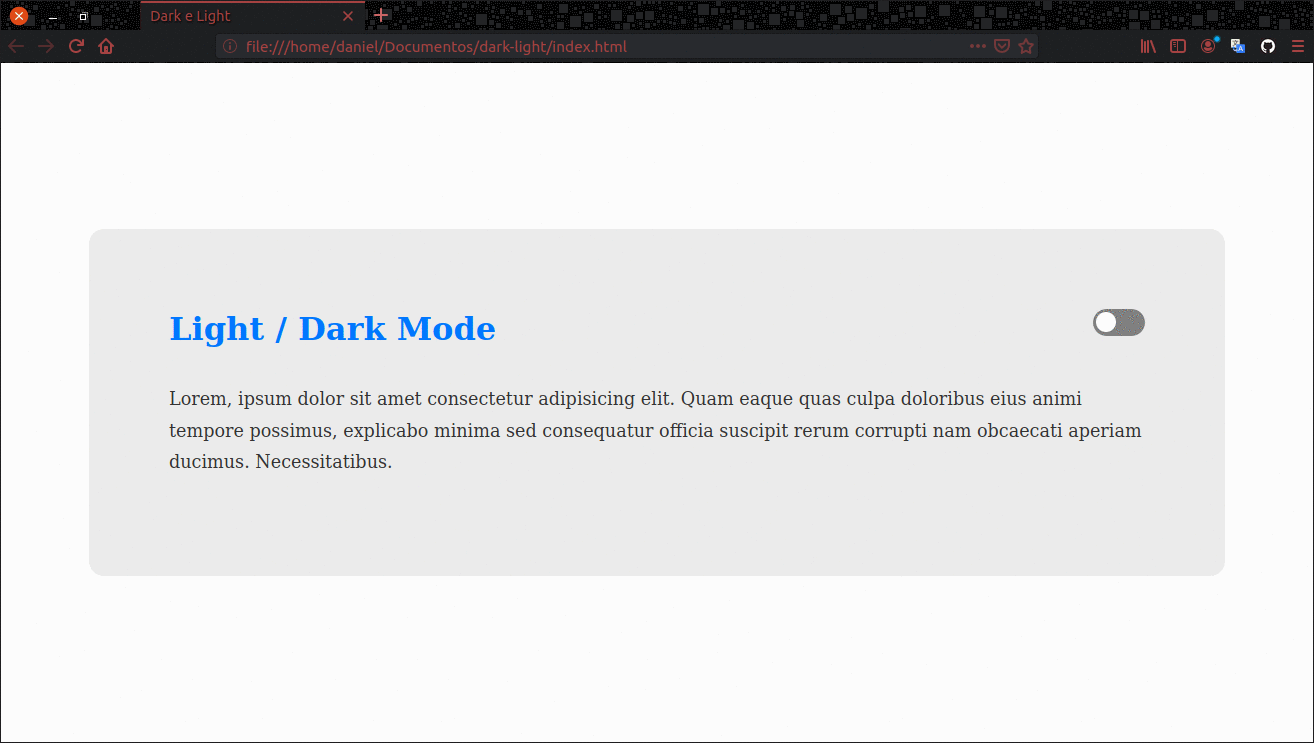 Dark e Light
file:///home/daniel/Documentos/dark-light/index.html
Light / Dark Mode
Lorem, ipsum dolor sit amet consectetur adipisicing elit. Quam eaque quas culpa doloribus eius animi
tempore possimus, explicabo minima sed consequatur officia suscipit rerum corrupti nam obcaecati aperiam
ducimus. Necessitatibus.